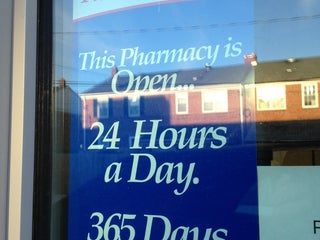 This Pharmacy is
Open...
24 Hours
a Day.
365 Days